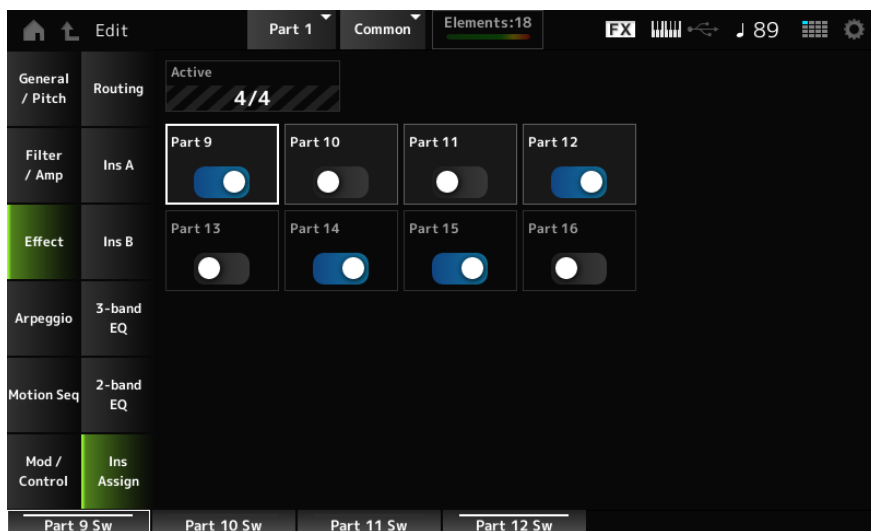 Edit
Part 1
Common
Elements:18
FX
89
General
/ Pitch
Routing
Active
4/4
Filter
/ Amp
Ins A
Part 9
Part 10
Part 11
Part 12
Effect
Ins B
Part 13
Part 14
Part 15
Part 16
Arpeggio
3-band
EQ
Motion Seq
2-band
EQ
Mod /
Control
Ins
Assign
Part 9 Sw
Part 10 Sw
Part 11 Sw
Part 12 Sw